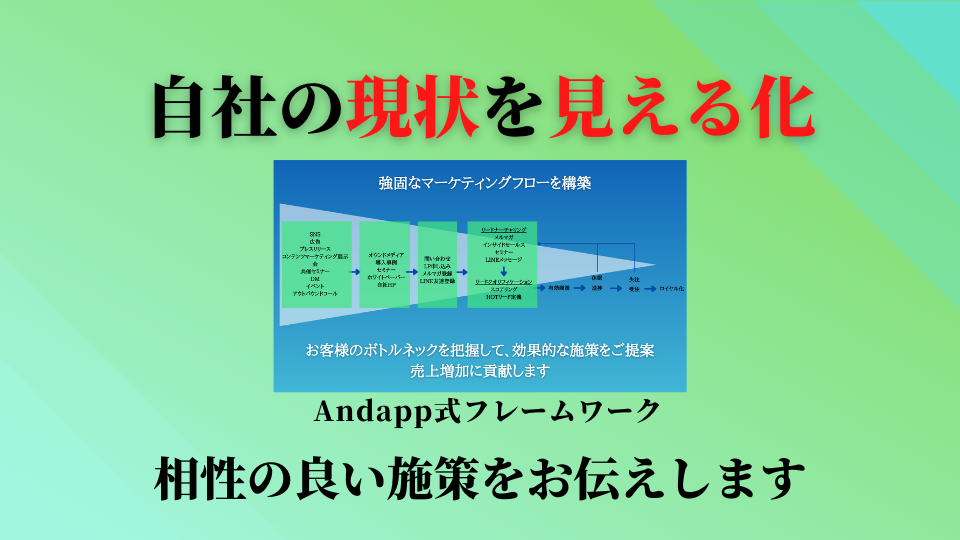 自社の現状を見える化
強固なマーケティングフローを構築
SNS
広告
プレスリリース
コンテンツマーケティング展示
会
共催セミナー
DM
イベント
アウトバウンドコール
オウンドメディア
導入事例
セミナー
ホワイトペーパー
自社HP
問い合わせ
LP申し込み
メルマガ登録
LINE友達登録
リードナーチャリング
メルマガ
インサイドセールス
セミナー
LINEメッセージ
リードクオリフィケーション
スコアリング
HOTリード定義
有効商談
休眠
追客
失注
受注
ロイヤル化
お客様のボトルネックを把握して、効果的な施策をご提案
売上増加に貢献します
Andapp式フレームワーク
相性の良い施策をお伝えします